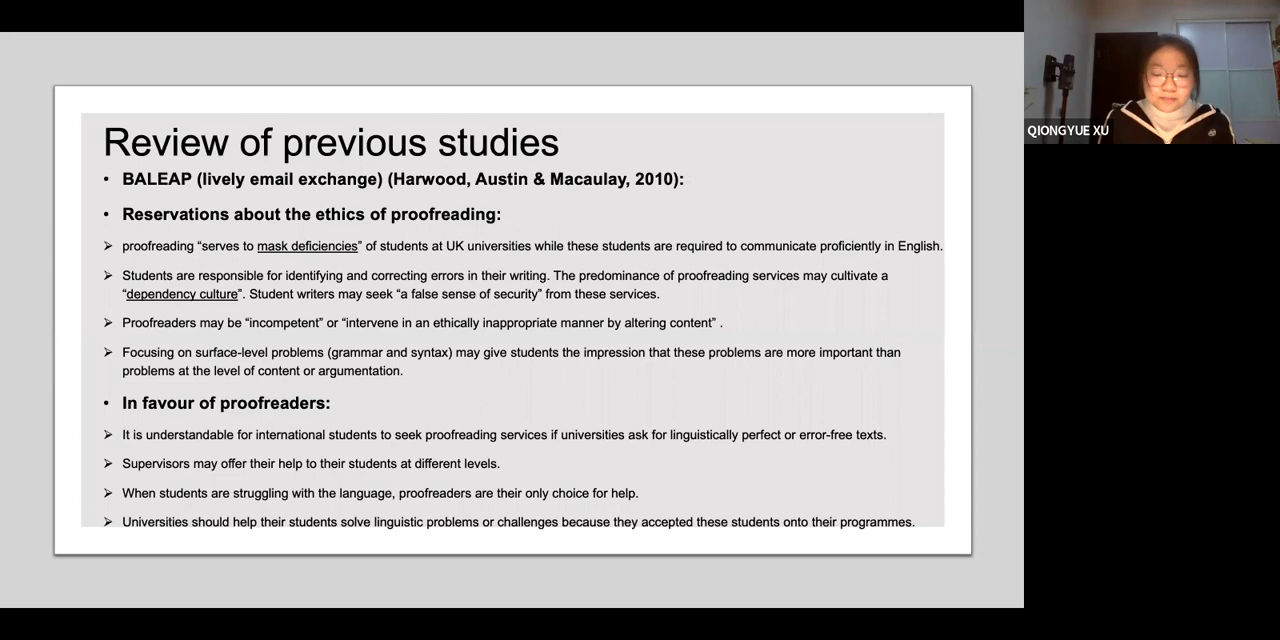 Review of previous studies
• BALEAP (lively email exchange) (Harwood, Austin & Macaulay, 2010):
• Reservations about the ethics of proofreading:
➢ proofreading “serves to mask deficiencies” of students at UK universities while these students are required to communicate proficiently in English.
➢ Students are responsible for identifying and correcting errors in their writing. The predominance of proofreading services may cultivate a
“dependency culture”. Student writers may seek “a false sense of security” from these services.
➢ Proofreaders may be “incompetent” or “intervene in an ethically inappropriate manner by altering content” .
➢ Focusing on surface-level problems (grammar and syntax) may give students the impression that these problems are more important than
problems at the level of content or argumentation.
• In favour of proofreaders:
➢ It is understandable for international students to seek proofreading services if universities ask for linguistically perfect or error-free texts.
➢ Supervisors may offer their help to their students at different levels.
➢ When students are struggling with the language, proofreaders are their only choice for help.
➢ Universities should help their students solve linguistic problems or challenges because they accepted these students onto their programmes.
QIONGYUE XU